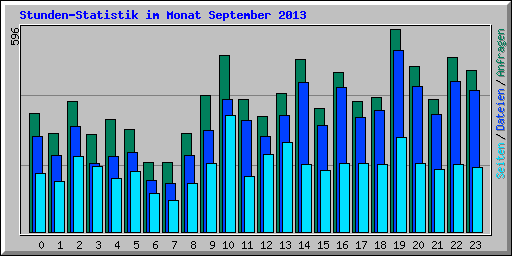 Stunden-Statistik im Monat September 2013
596
Seiten / Dateien / Anfragen
0 1 2 3 4 5 6 7 8 9 10 11 12 13 14 15 16 17 18 19 20 21 22 23